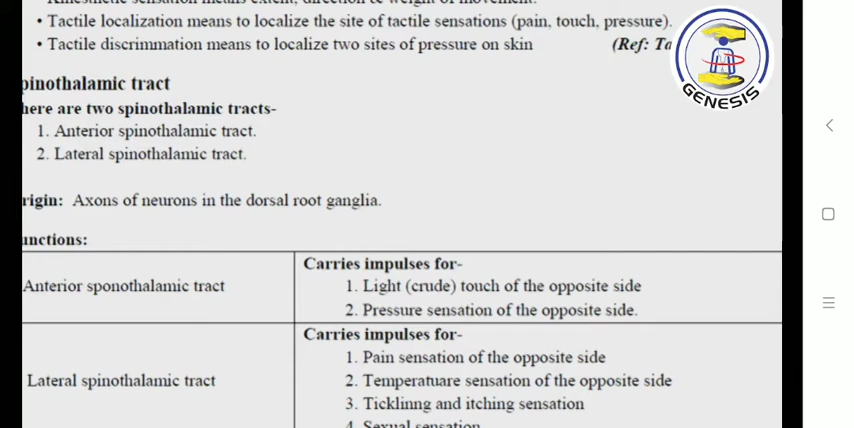 • Tactile localization means to localize the site of tactile sensations (pain, touch, pressure).
• Tactile discrimmation means to localize two sites of pressure on skin (Ref: Ta
GENESIS
pinothalamic tract
here are two spinothalamic tracts-
1. Anterior spinothalamic tract.
2. Lateral spinothalamic tract.
rigin: Axons of neurons in the dorsal root ganglia.
unctions:
Carries impulses for-
Anterior sponothalamic tract
1. Light (crude) touch of the opposite side
2. Pressure sensation of the opposite side.
Carries impulses for-
1. Pain sensation of the opposite side
Lateral spinothalamic tract
2. Temperatuare sensation of the opposite side
3. Ticklinng and itching sensation
4. Sexual sensation